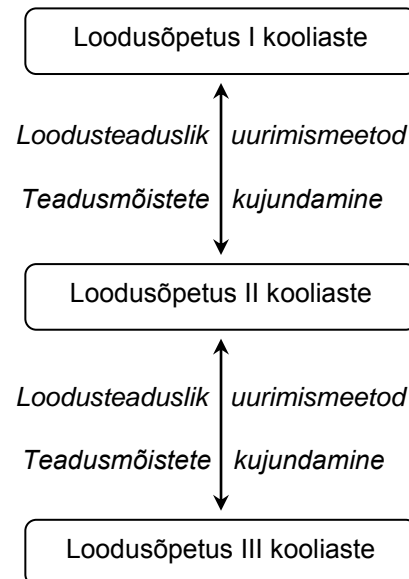 Loodusõpetus I kooliaste
Loodusteaduslik uurimismeetod
Teadusmõistete kujundamine
Loodusõpetus II kooliaste
Loodusteaduslik uurimismeetod
Teadusmõistete kujundamine
Loodusõpetus III kooliaste